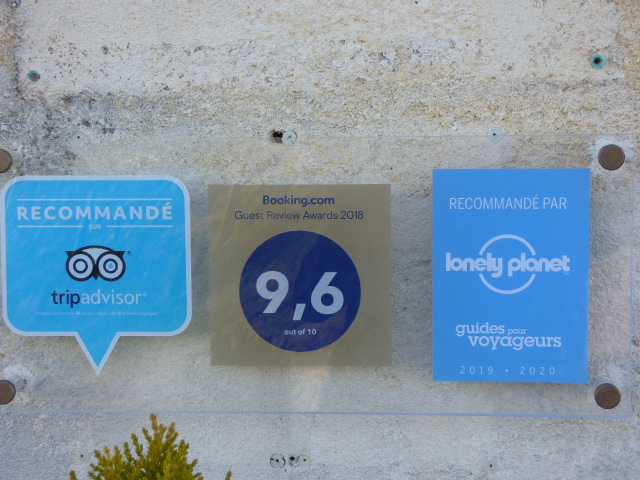 RECOMMANDÉ
SUR
tripadvisor
Booking.com
Guest Review Awards 2018
9,6
out of 10
RECOMMANDÉ PAR
lonely planet
guides pour
voyageurs
2019 • 2020